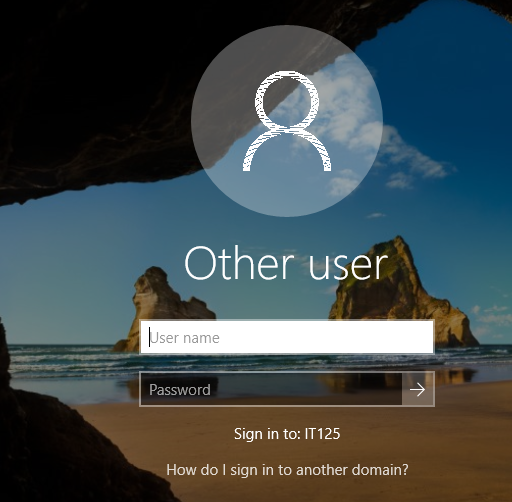 Other user
User name
Password
Sign in to: IT125
How do I sign in to another domain?